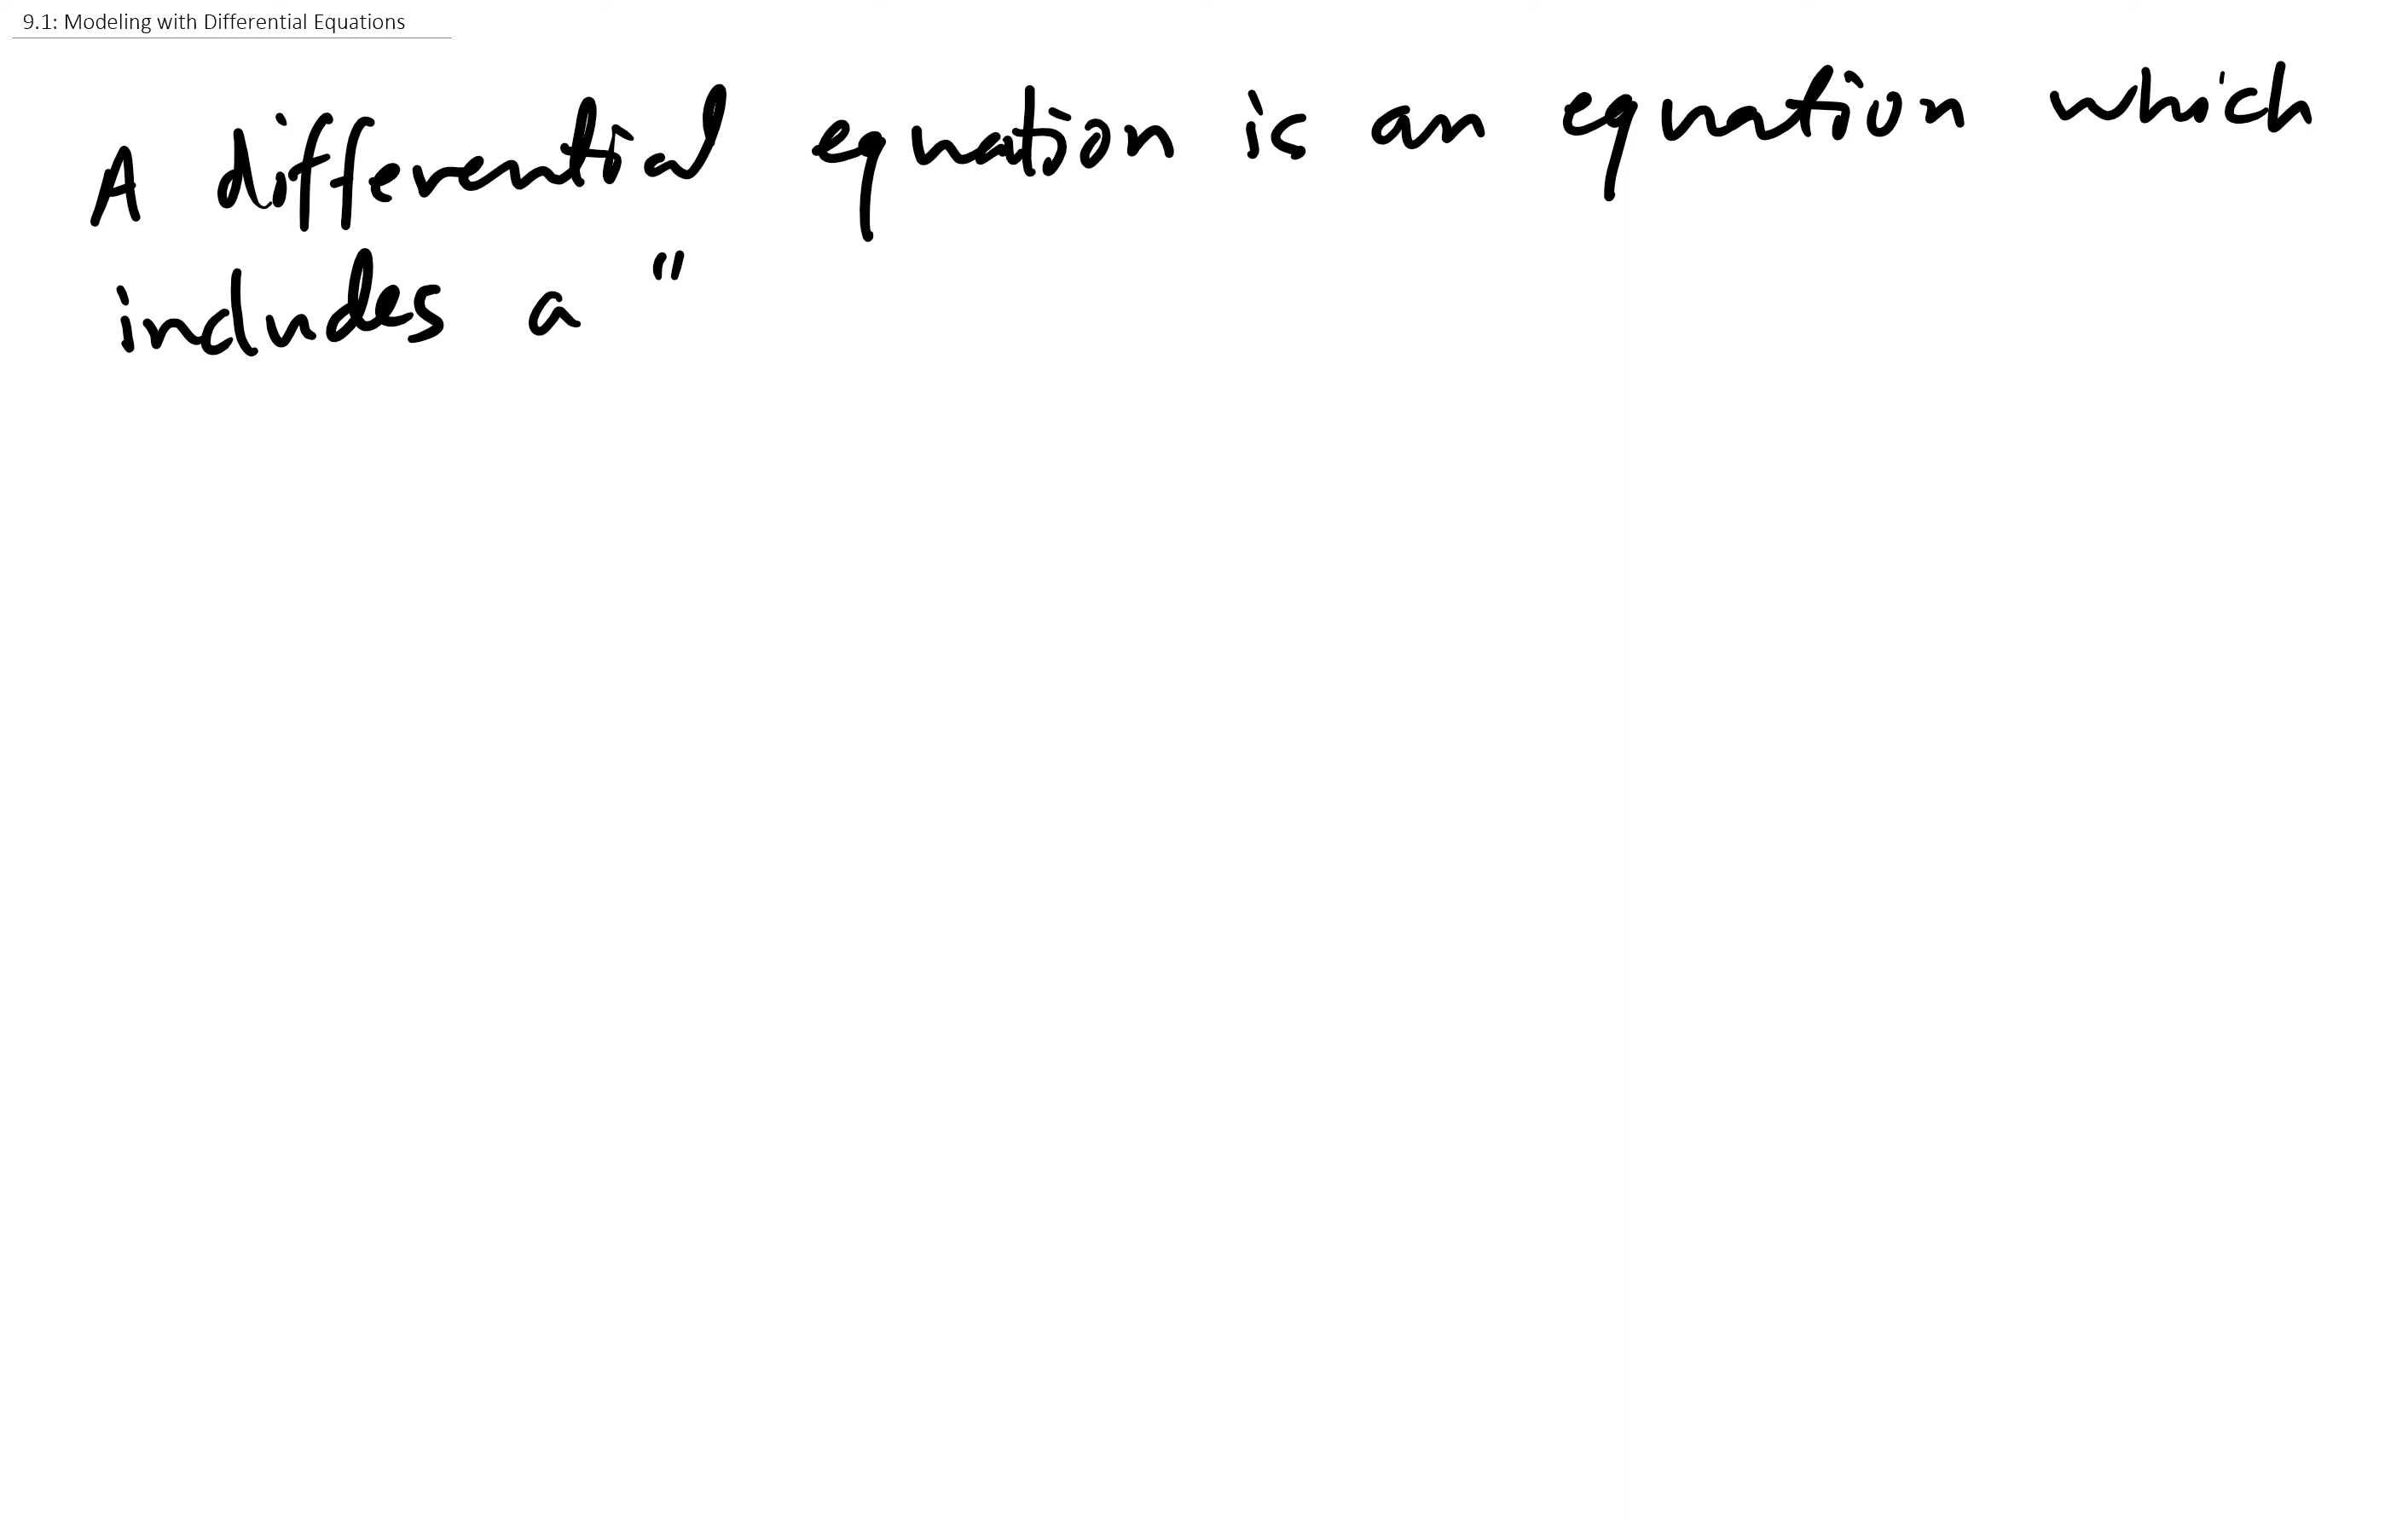 9.1: Modeling with Differential Equations
A differential equation is an equation which
includes a "